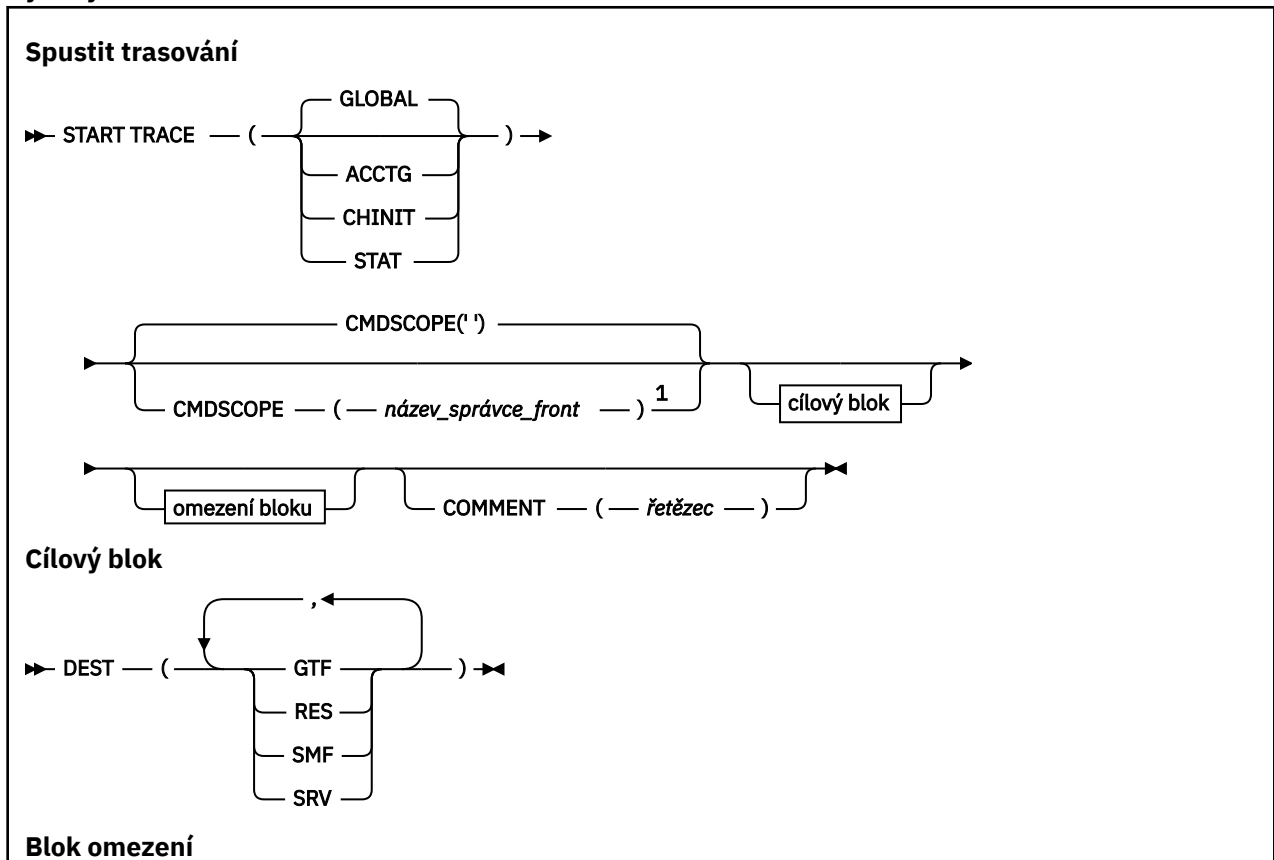 Spustit trasování
GLOBAL
START TRACE ( )
ACCTG
CHINIT
STAT
CMDSCOPE(' ')
CMDSCOPE ( název_správce_front ) 1
cílový blok
omezení bloku
COMMENT ( řetězec )
Cílový blok
,
DEST ( GTF )
RES
SMF
SRV
Blok omezení